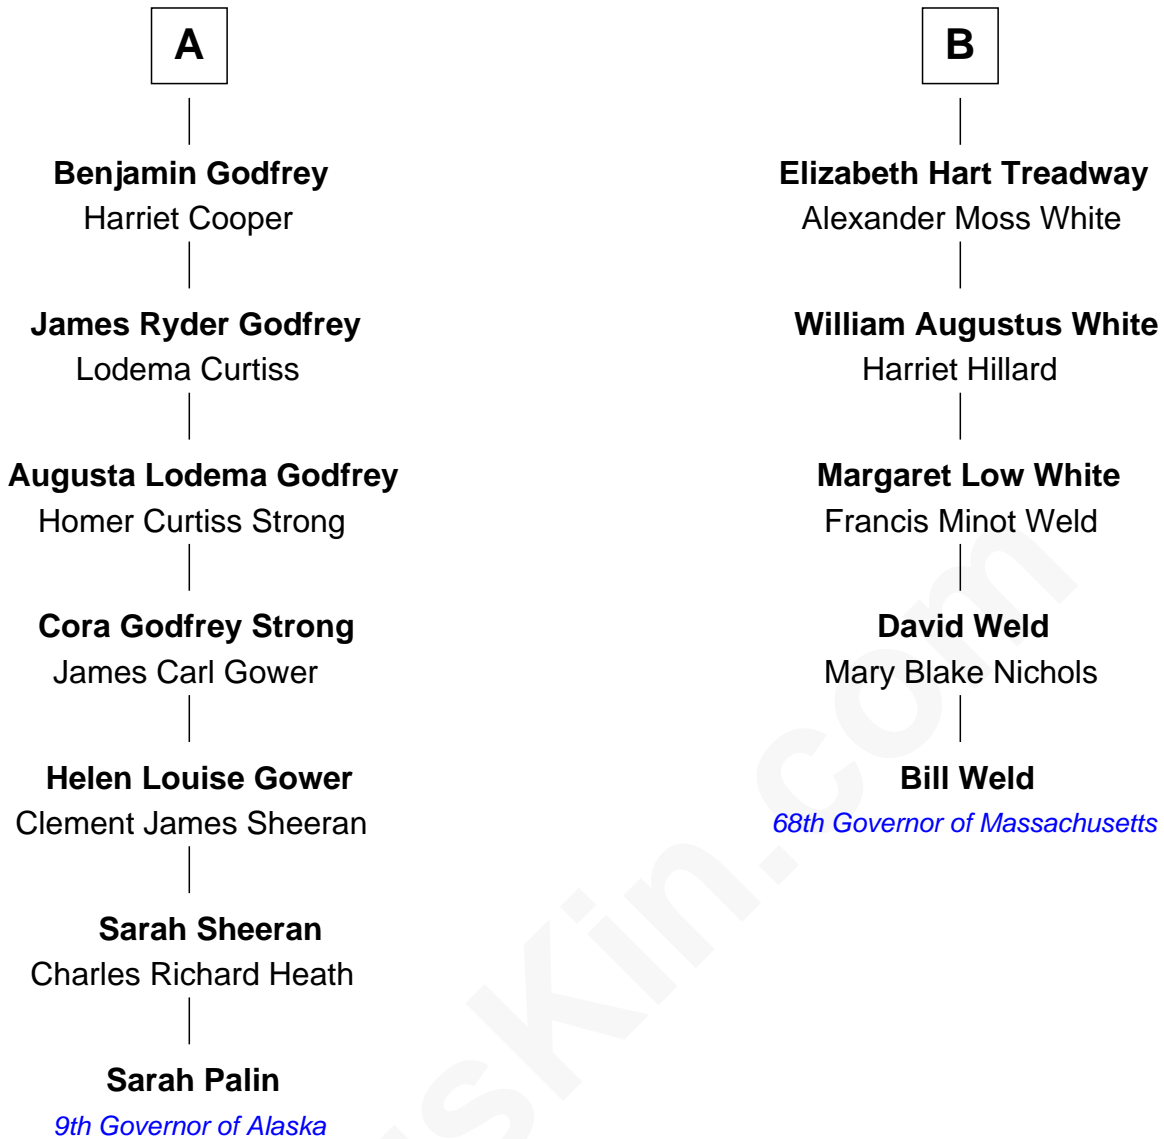 A
Benjamin Godfrey
Harriet Cooper
James Ryder Godfrey
Lodema Curtiss
Augusta Lodema Godfrey
Homer Curtiss Strong
Cora Godfrey Strong
James Carl Gower
Helen Louise Gower
Clement James Sheeran
Sarah Sheeran
Charles Richard Heath
Sarah Palin
9th Governor of Alaska
B
Elizabeth Hart Treadway
Alexander Moss White
William Augustus White
Harriet Hillard
Margaret Low White
Francis Minot Weld
David Weld
Mary Blake Nichols
Bill Weld
68th Governor of Massachusetts
usKin.com